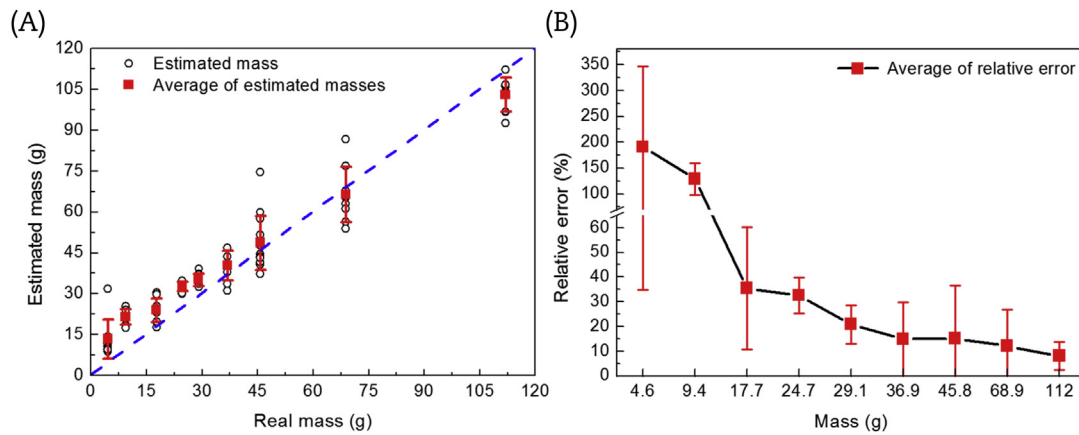 (A)
Estimated mass (g)
120
105
90
75
60
45
30
15
0
Estimated mass
Average of estimated masses
0 15 30 45 60 75 90 105 120
Real mass (g)
(B)
Relative error (%)
350
300
250
200
150
100
60
50
40
30
20
10
0
Average of relative error
4.6 9.4 17.7 24.7 29.1 36.9 45.8 68.9 112
Mass (g)